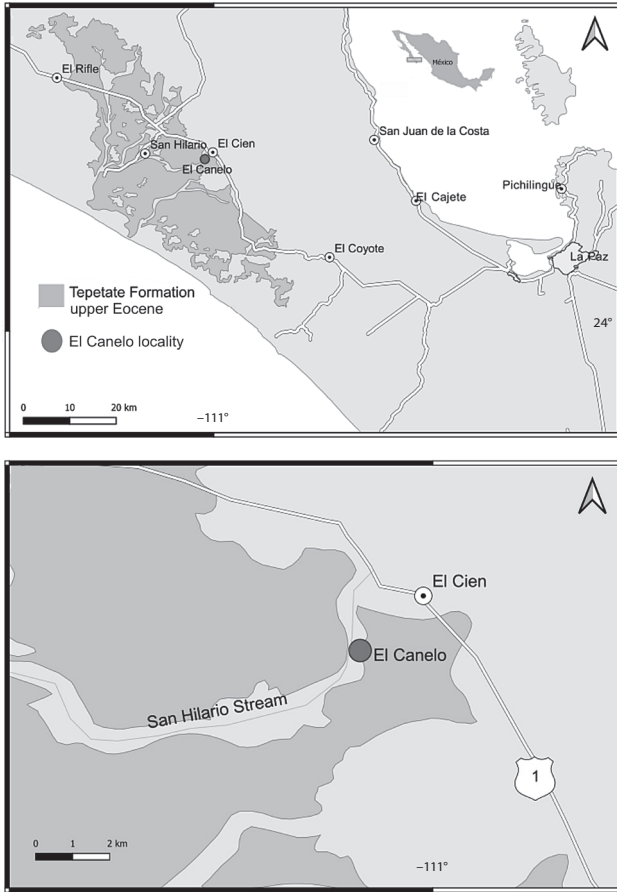 México
El Rifle
San Juan de la Costa
San Hilario
El Cien
El Canelo
Pichilingue
El Cajete
La Paz
El Coyote
Tepetate Formation
upper Eocene
El Canelo locality
24°
0 10 20 km
–111°
El Cien
El Canelo
San Hilario Stream
1
0 1 2 km
–111°